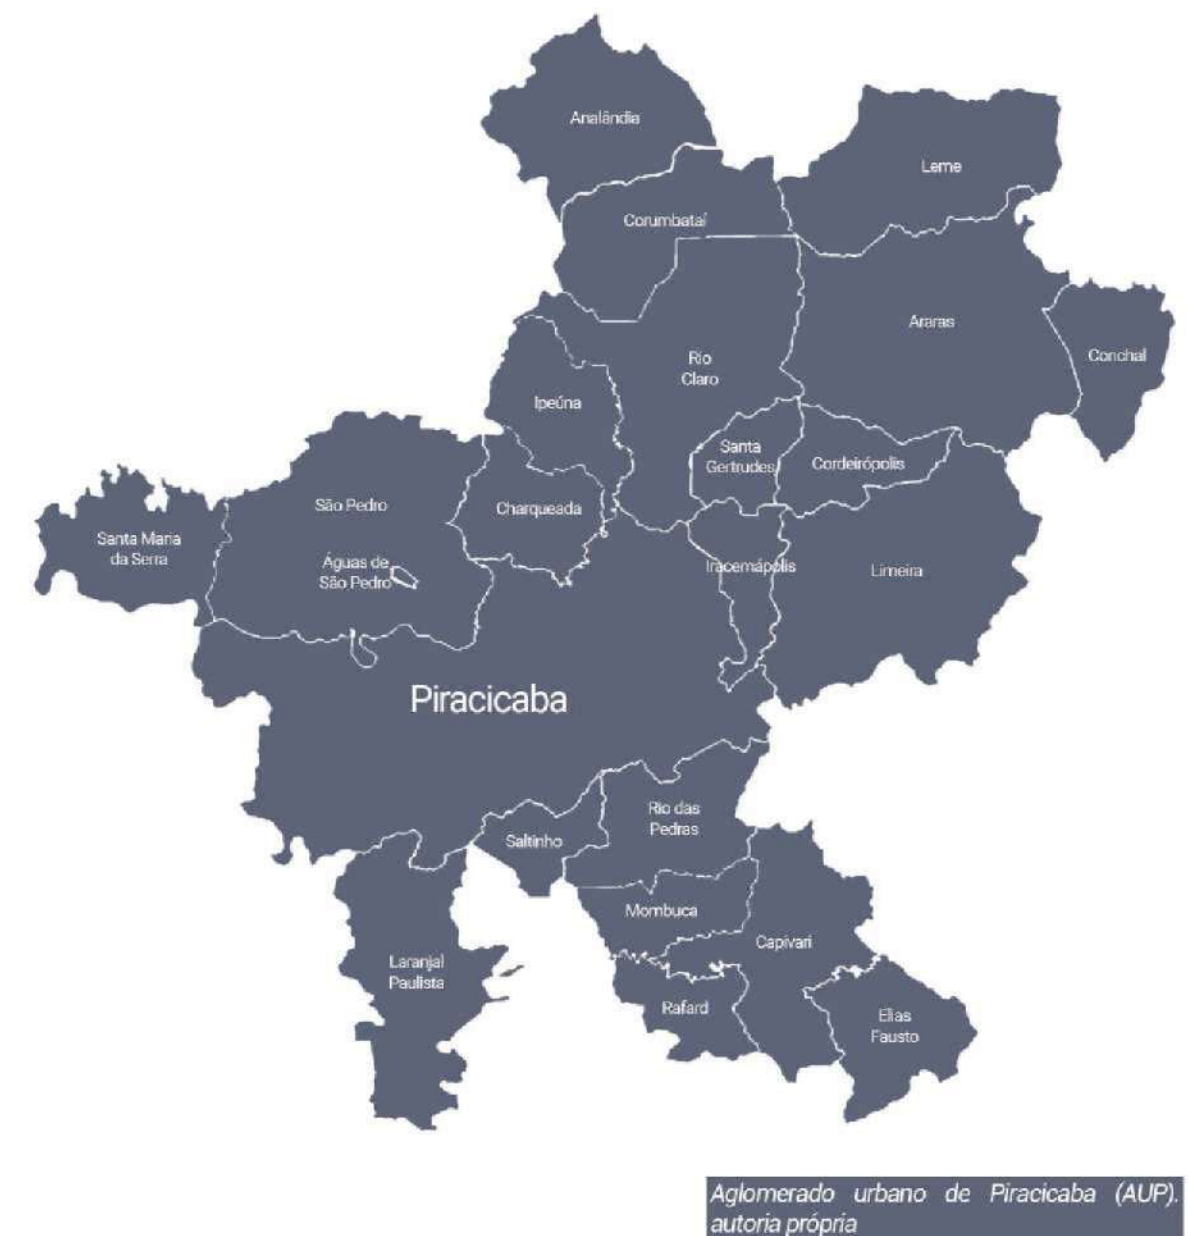 Analândia
Leme
Corumbataí
Araras
Rio
Claro
Conchal
Ipeúna
Santa
Gertrudes
Cordeirópolis
São Pedro
Charqueada
Santa Maria
da Serra
Águas de
São Pedro
Iracemápolis
Limeira
Piracicaba
Rio das
Pedras
Saltinho
Mombuca
Capivari
Laranjal
Paulista
Rafard
Elias
Fausto
Aglomerado urbano de Piracicaba (AUP).
autoria própria